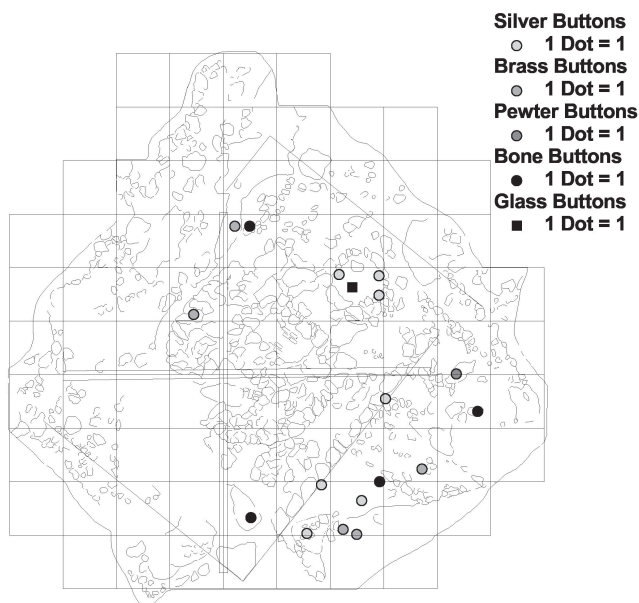 Silver Buttons
1 Dot = 1
Brass Buttons
1 Dot = 1
Pewter Buttons
1 Dot = 1
Bone Buttons
1 Dot = 1
Glass Buttons
1 Dot = 1